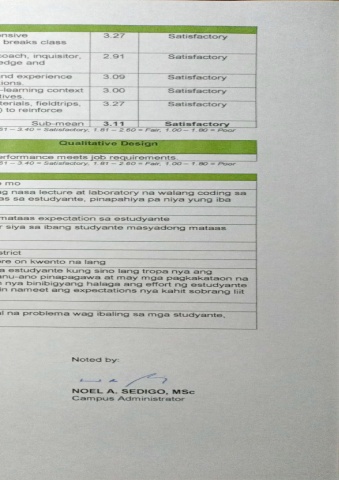 nsive 3.27 Satisfactory
breaks class
oach, inquisitor, 2.91 Satisfactory
edge and
nd experience 3.09 Satisfactory
ions.
-learning context 3.00 Satisfactory
tives.
terials, fieldtrips, 3.27 Satisfactory
) to reinforce
Sub-mean 3.11 Satisfactory
51 – 3.40 = Satisfactory, 1.81 – 2.60 = Fair, 1.00 – 1.80 = Poor
Qualitative Design
erformance meets job requirements.
51 – 3.40 = Satisfactory, 1.81 – 2.60 = Fair, 1.00 – 1.80 = Poor
mo
g nasa lecture at laboratory na walang coding sa
as sa estudyante, pinapahiya pa niya yung iba
mataas expectation sa estudyante
r siya sa ibang studyante masyadong mataas
strict
ore on kwento na lang
a estudyante kung sino lang tropa nya ang
anu-ano pinapagawa at may mga pagkakataon na
nya binibigyang halaga ang effort ng estudyante
in nameet ang expectations nya kahit sobrang liit
al na problema wag ibaling sa mga studyante,
Noted by:
NOEL A. SEDIGO, MSc
Campus Administrator